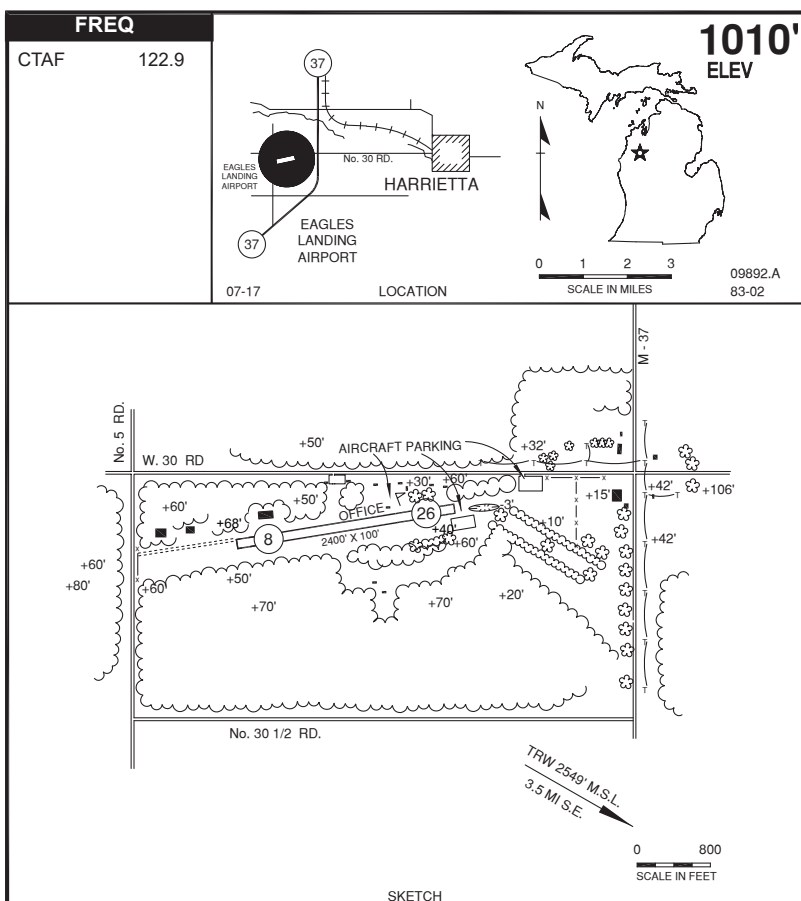 FREQ
CTAF 122.9
1010'
ELEV
37
N
EAGLES
LANDING
AIRPORT
No. 30 RD.
HARRIETTA
37
EAGLES
LANDING
AIRPORT
07-17
LOCATION
0 1 2 3
SCALE IN MILES
09892.A
83-02
M - 37
No. 5 RD.
W. 30 RD
+50'
AIRCRAFT PARKING
+32'
T
T
T
T
+60'
+50'
+30'
+60'
+15'
+42'
+106'
T
T
+68'
OFFICE
26
-3'
+10'
8
2400' X 100'
+40'
+60'
+42'
+60'
+80'
+60'
+50'
+70'
+70'
+20'
T
T
T
T
No. 30 1/2 RD.
TRW 2549' M.S.L.
3.5 MI S.E.
0 800
SCALE IN FEET
SKETCH